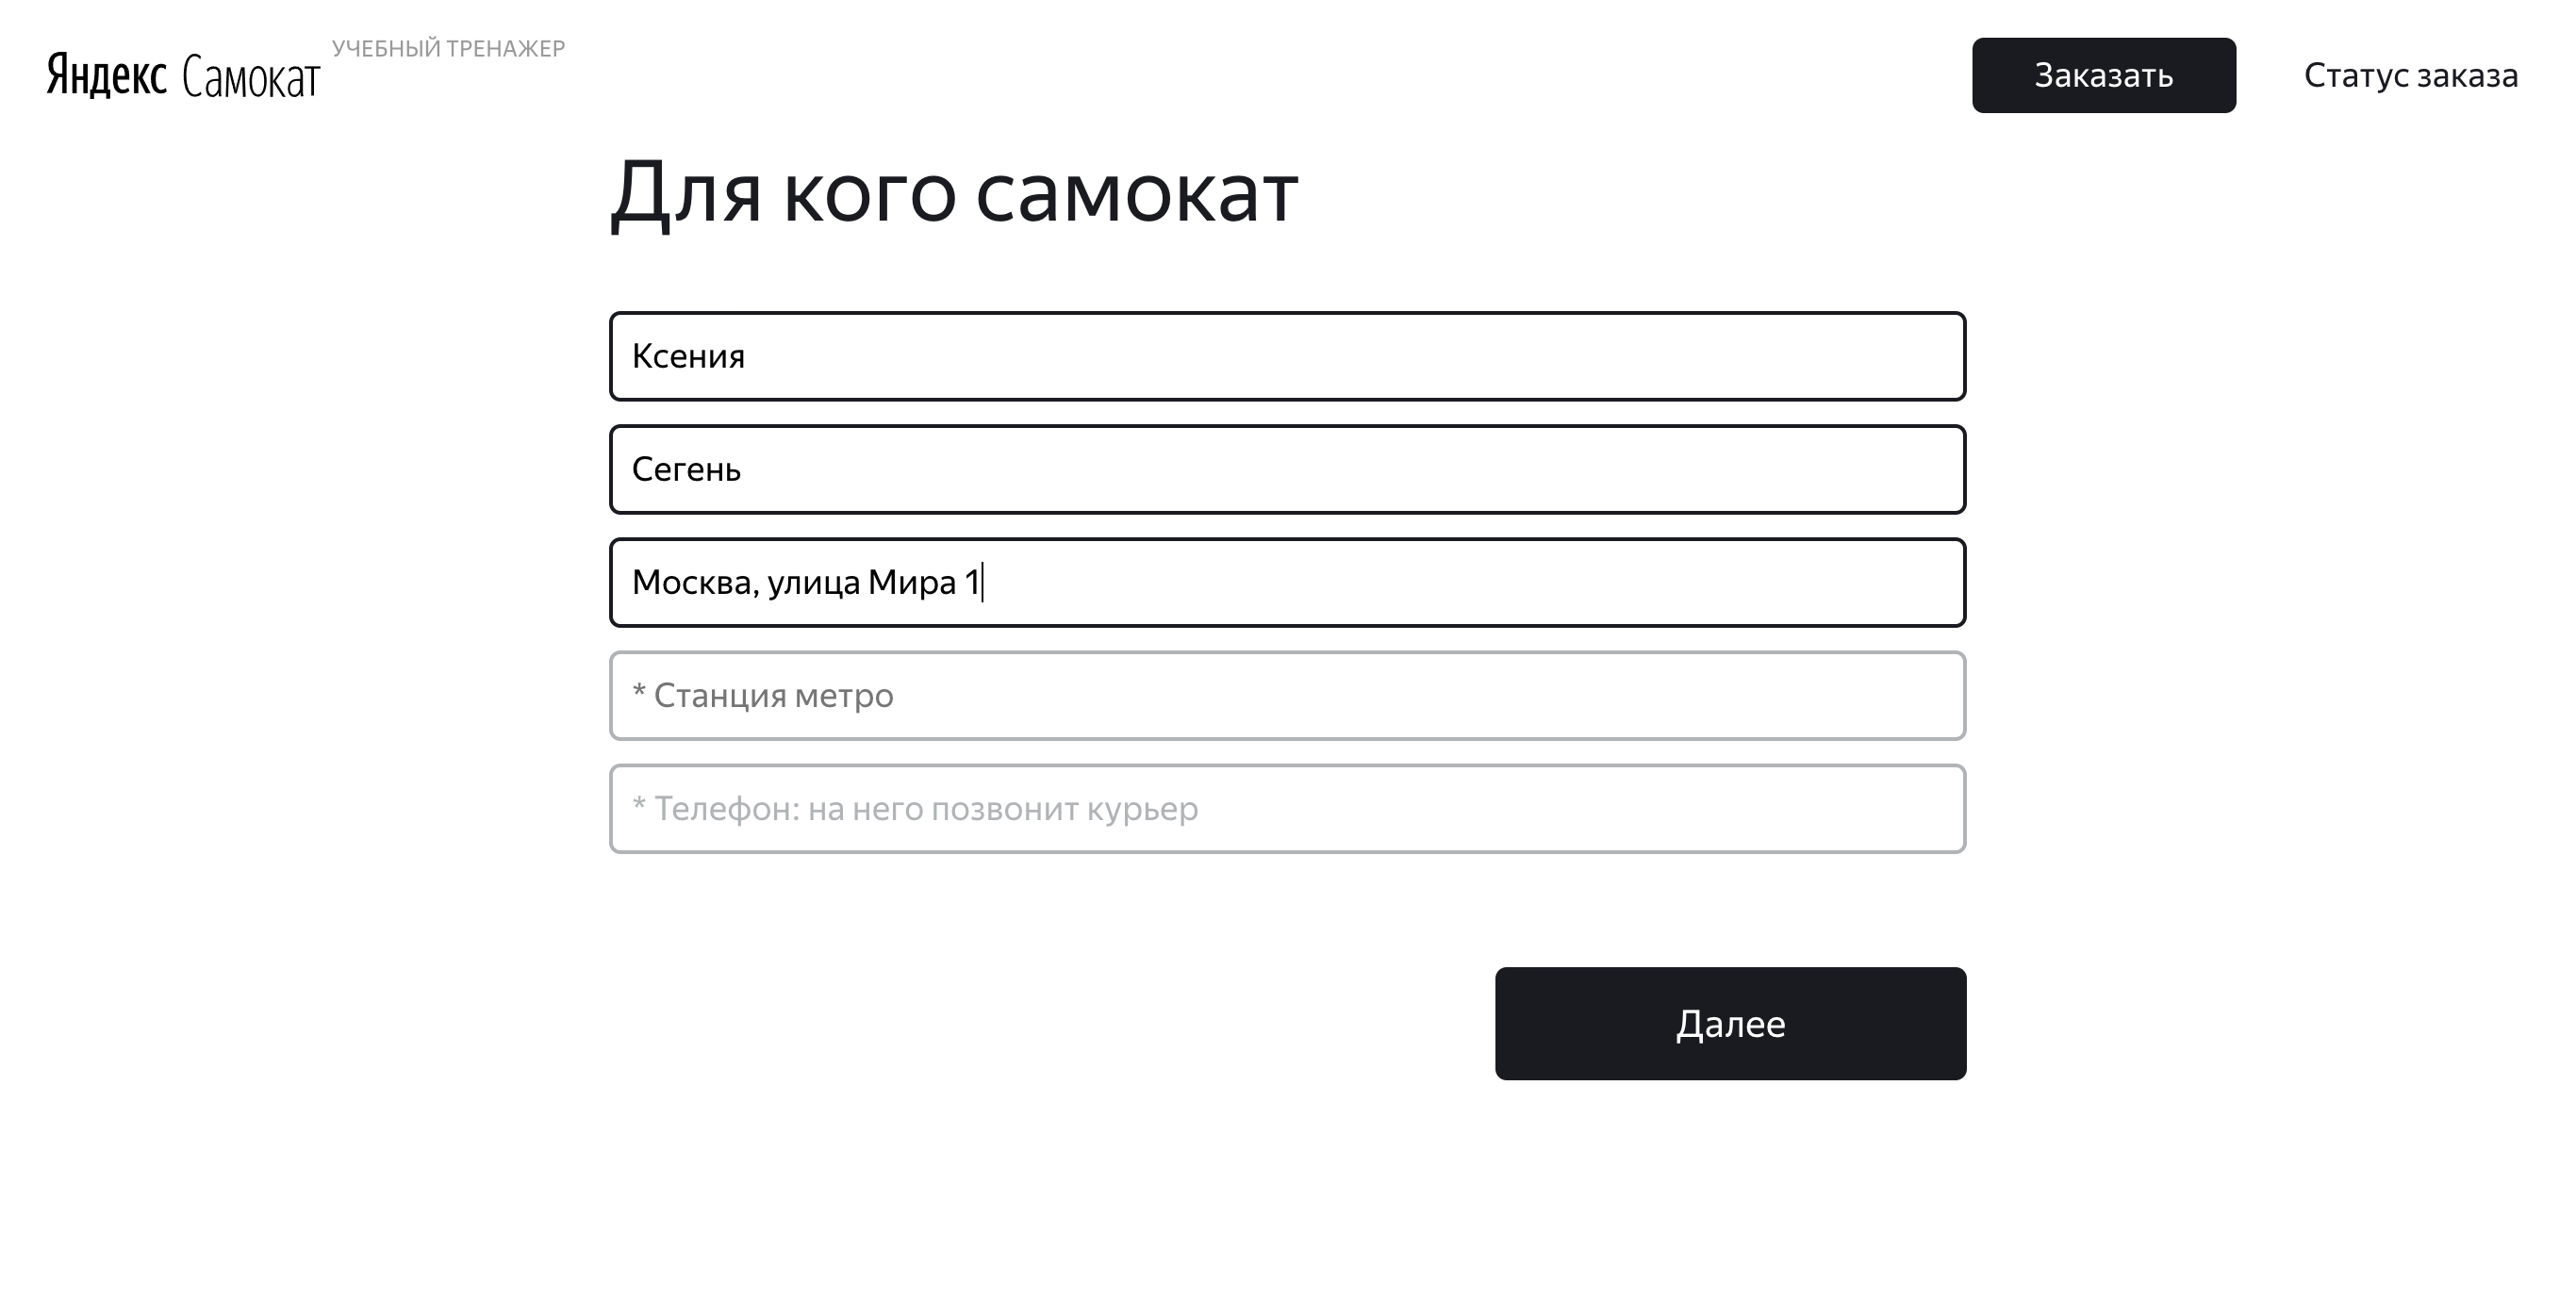 Яндекс Самокат
УЧЕБНЫЙ ТРЕНАЖЕР
Заказать
Статус заказа
Для кого самокат
Ксения
Сегень
Москва, улица Мира 1
* Станция метро
* Телефон: на него позвонит курьер
Далее